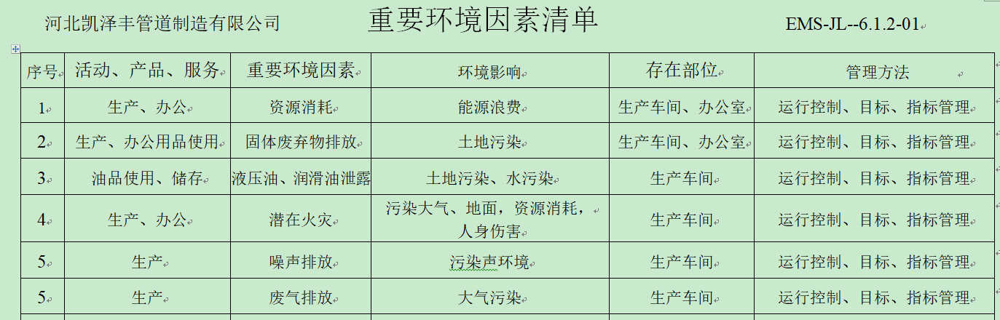 河北凯泽丰管道制造有限公司 重要环境因素清单 EMS-JL--6.1.2-01
序号 活动、产品、服务 重要环境因素 环境影响 存在部位 管理方法
1 生产、办公 资源消耗 能源浪费 生产车间、办公室 运行控制、目标、指标管理
2 生产、办公用品使用 固体废弃物排放 土地污染 生产车间、办公室 运行控制、目标、指标管理
3 油品使用、储存 液压油、润滑油泄露 土地污染、水污染 生产车间 运行控制、目标、指标管理
4 生产、办公 潜在火灾 污染大气、地面，资源消耗，
人身伤害 生产车间 运行控制、目标、指标管理
5 生产 噪声排放 污染声环境 生产车间 运行控制、目标、指标管理
5 生产 废气排放 大气污染 生产车间 运行控制、目标、指标管理